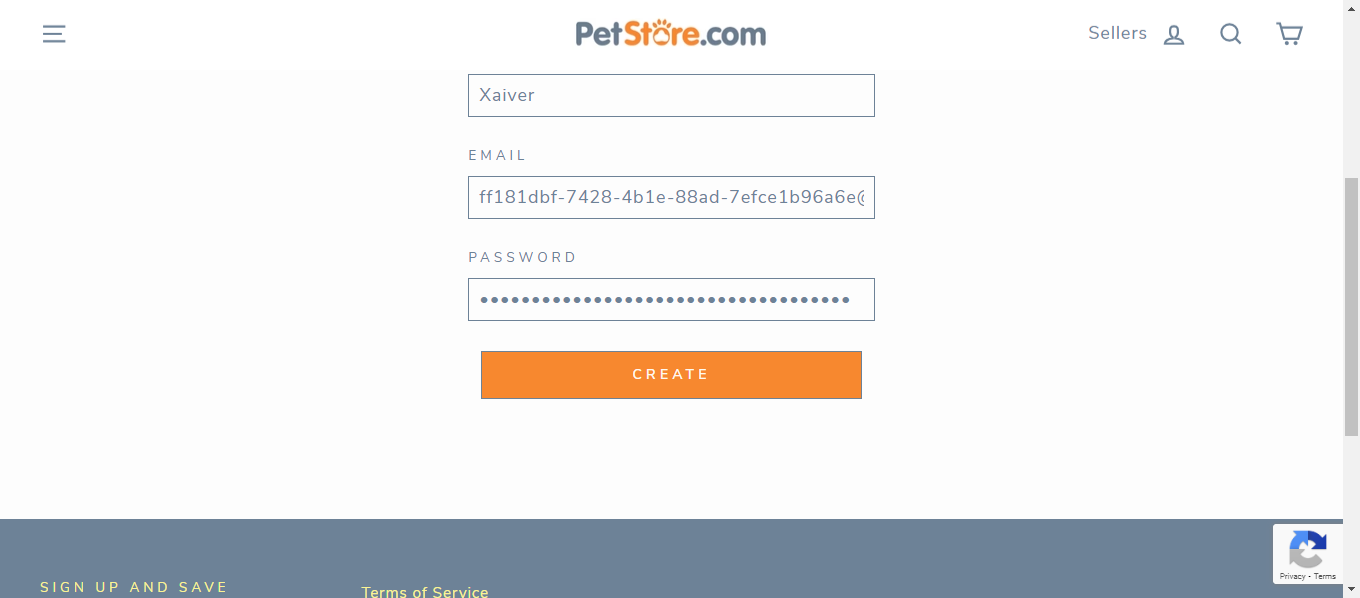 PetStore.com
Sellers
Xaiver
EMAIL
ff181dbf-7428-4b1e-88ad-7efce1b96a6e@
PASSWORD
••••••••••••••••••••••••••••••••••••
CREATE
Privacy - Terms
SIGN UP AND SAVE
Terms of Service